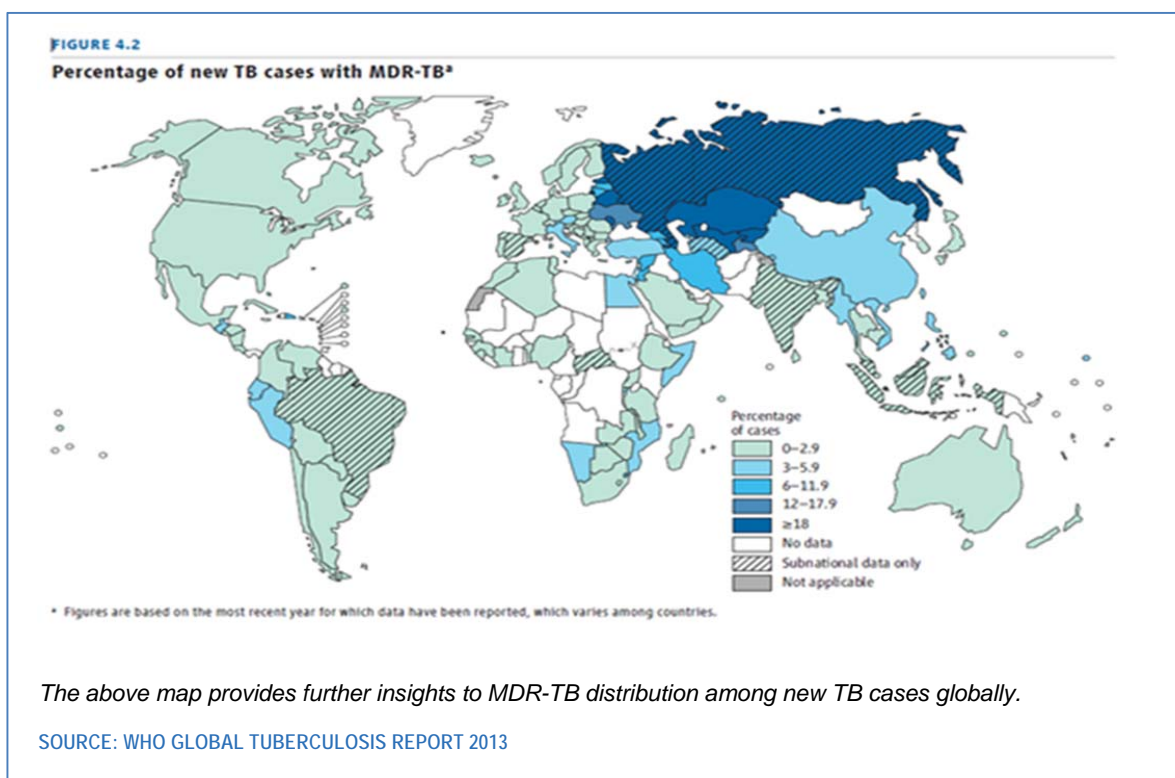 FIGURE 4.2
Percentage of new TB cases with MDR-TBᵃ
Percentage
of cases
0–2.9
3–5.9
6–11.9
12–17.9
≥18
No data
Subnational data only
Not applicable
ᵃ Figures are based on the most recent year for which data have been reported, which varies among countries.
The above map provides further insights to MDR-TB distribution among new TB cases globally.
SOURCE: WHO GLOBAL TUBERCULOSIS REPORT 2013